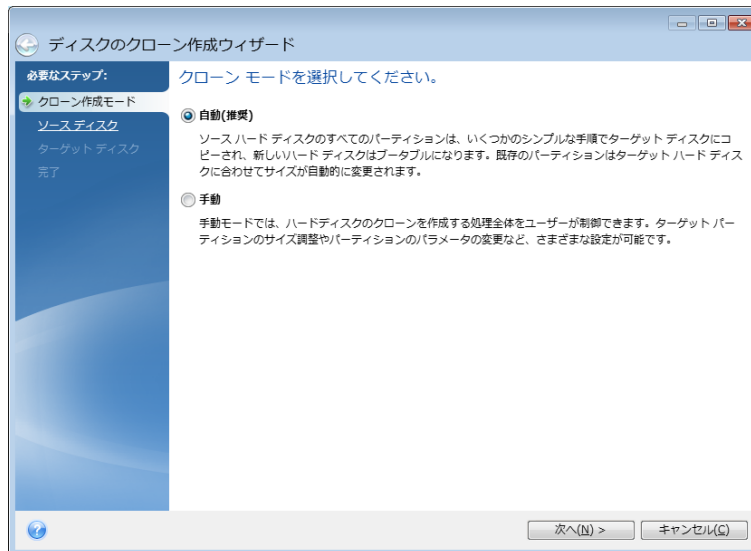 ディスクのクローン作成ウィザード
必要なステップ:
クローン作成モード
ソース ディスク
ターゲット ディスク
完了
クローン モードを選択してください。
自動(推奨)
ソース ハード ディスクのすべてのパーティションは、いくつかのシンプルな手順でターゲット ディスクにコ
ピーされ、新しいハード ディスクはブータブルになります。既存のパーティションはターゲット ハード ディス
クに合わせてサイズが自動的に変更されます。
手動
手動モードでは、ハードディスクのクローンを作成する処理全体をユーザーが制御できます。ターゲット パー
ティションのサイズ調整やパーティションのパラメータの変更など、さまざまな設定が可能です。
次へ(N) >
キャンセル(C)